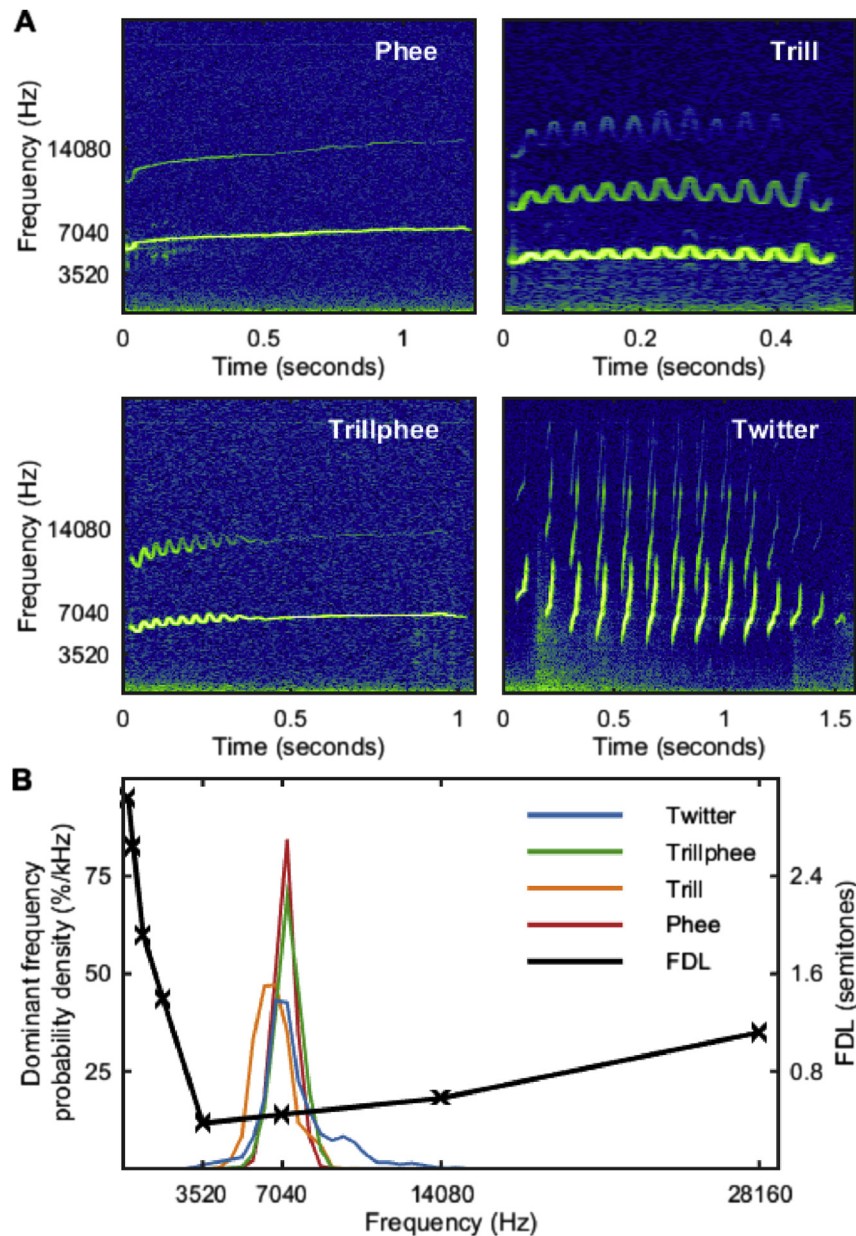 A
Phee
Trill
Frequency (Hz)
14080
7040
3520
0
0.5
1
0
0.2
0.4
Time (seconds)
Time (seconds)
Trillphee
Twitter
Frequency (Hz)
14080
7040
3520
0
0.5
1
0
0.5
1
1.5
Time (seconds)
Time (seconds)
B
Dominant frequency
probability density (%/kHz)
75
50
25
Twitter
Trillphee
Trill
Phee
FDL
2.4
1.6
0.8
FDL (semitones)
3520
7040
14080
28160
Frequency (Hz)